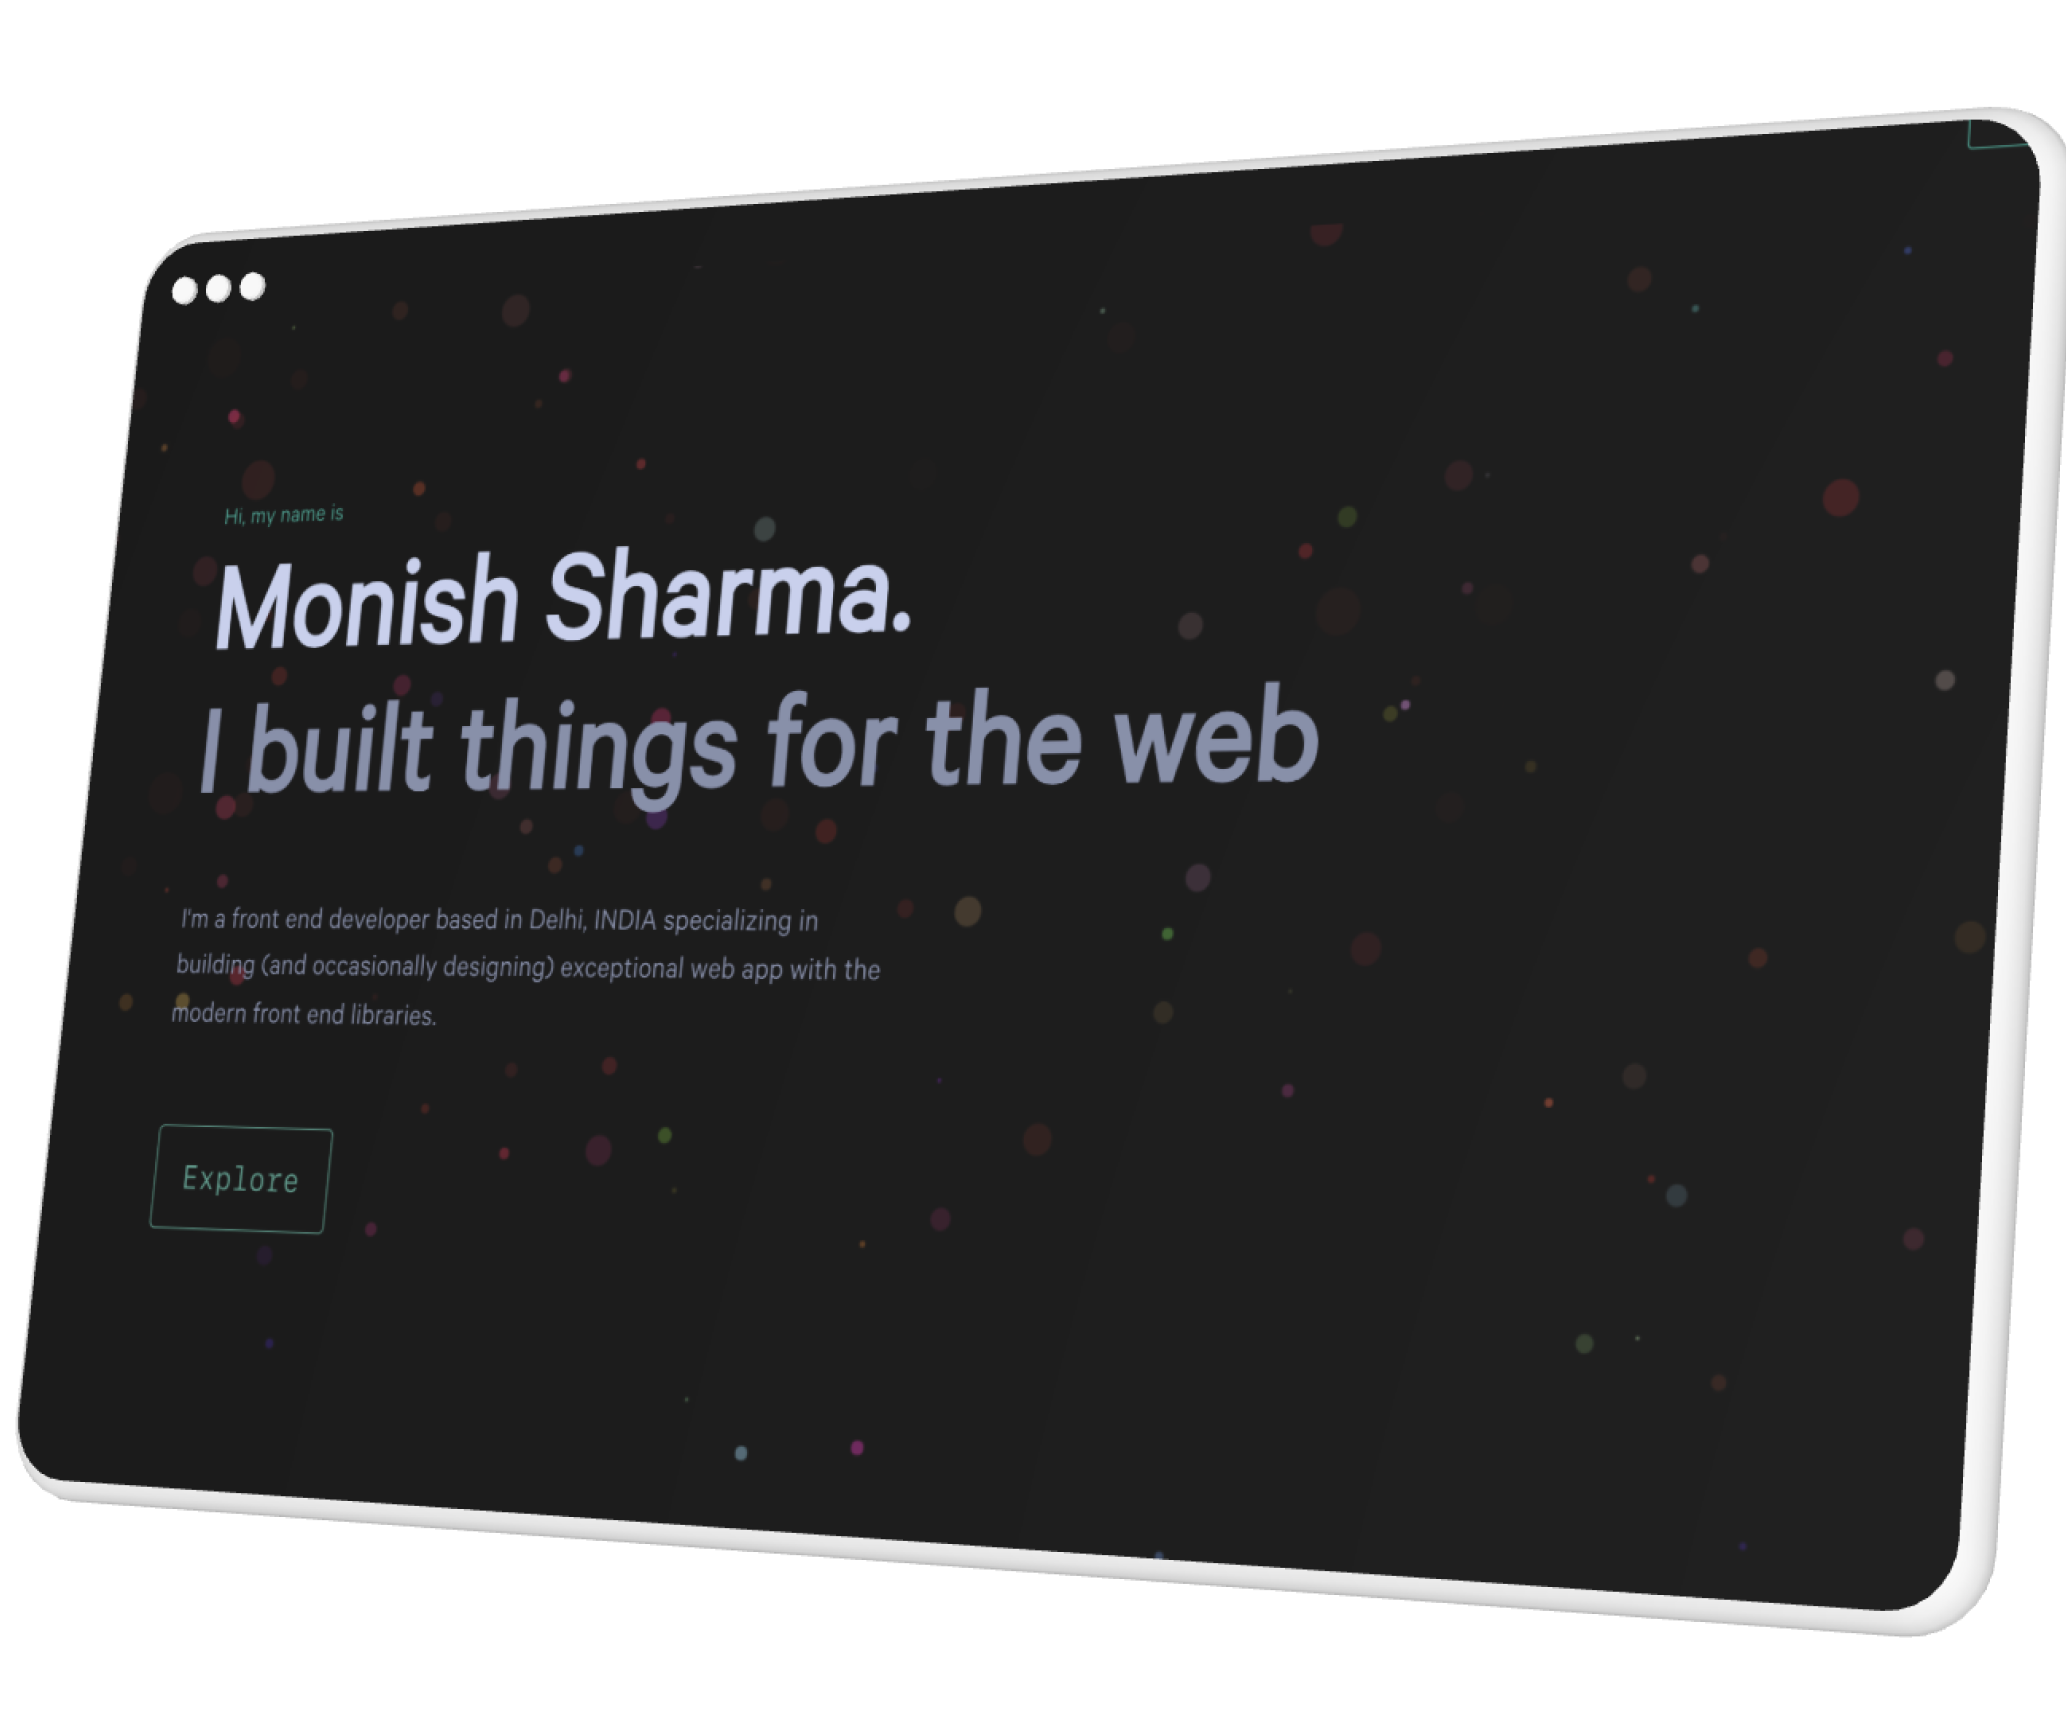 Hi, my name is
Monish Sharma.
I built things for the web
I'm a front end developer based in Delhi, INDIA specializing in
building (and occasionally designing) exceptional web app with the
modern front end libraries.
Explore